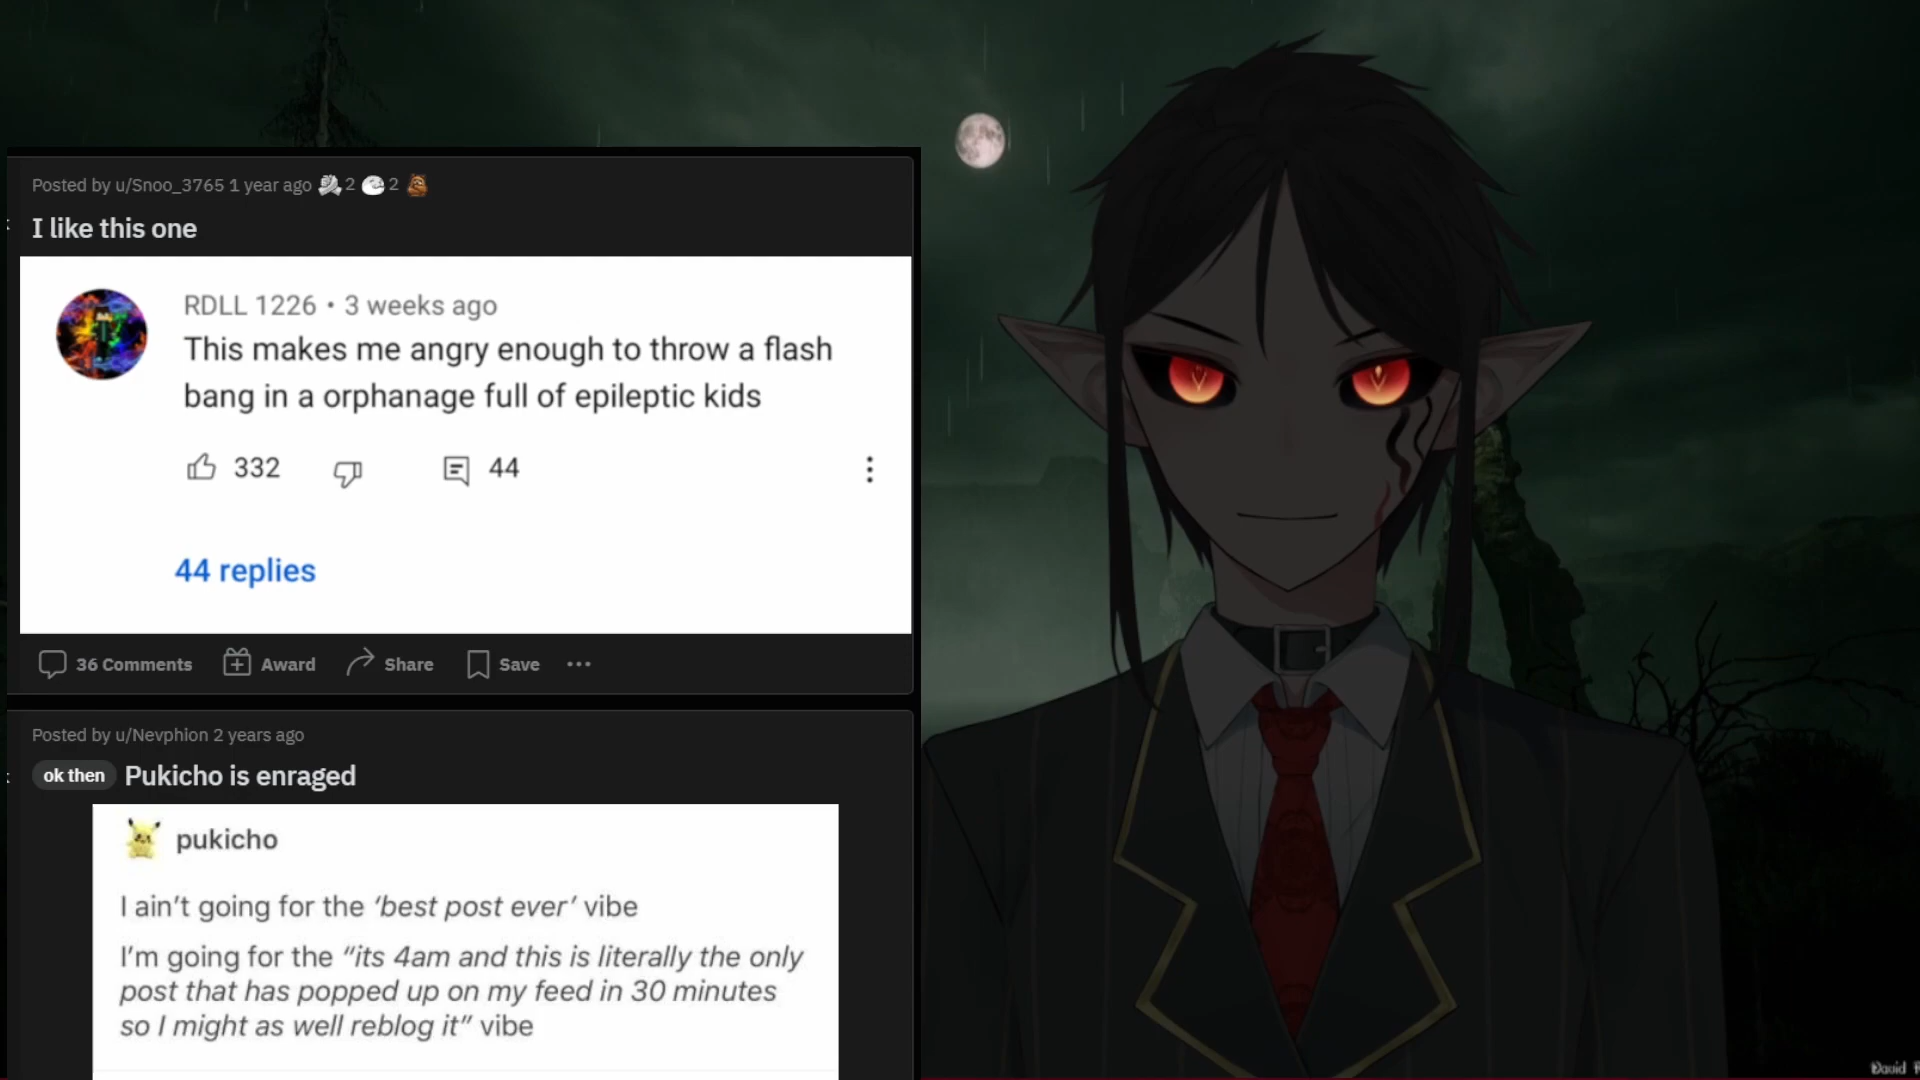 Posted by u/Snoo_3765 1 year ago 2 2
I like this one
RDLL 1226 • 3 weeks ago
This makes me angry enough to throw a flash
bang in a orphanage full of epileptic kids
332 44
44 replies
36 Comments Award Share Save
Posted by u/Nevphion 2 years ago
ok then Pukicho is enraged
pukicho
I ain't going for the 'best post ever' vibe
I'm going for the "its 4am and this is literally the only
post that has popped up on my feed in 30 minutes
so I might as well reblog it" vibe
David